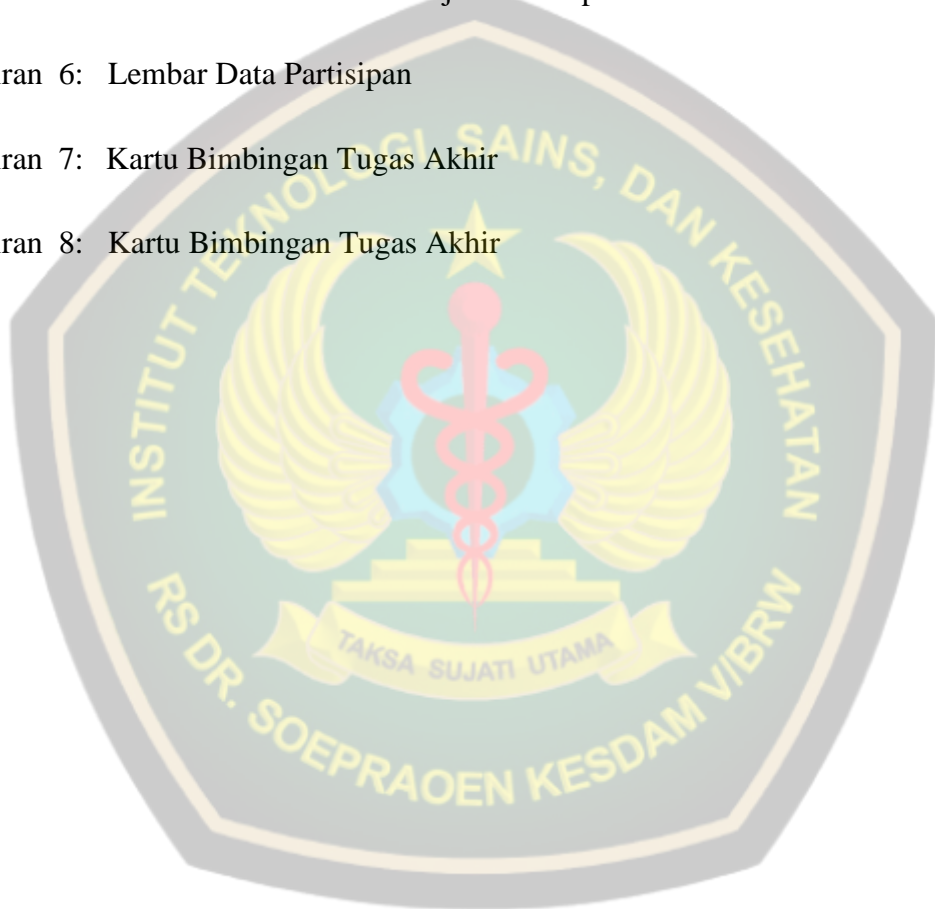 ran 6: Lembar Data Partisipan
ran 7: Kartu Bimbingan Tugas Akhir
ran 8: Kartu Bimbingan Tugas Akhir
INSTITUT TEKNOLOGI, SAINS, DAN KESEHATAN
TAKSA SUJATI UTAMA
RS DR. SOEPRAOEN KESDAM V/BRW